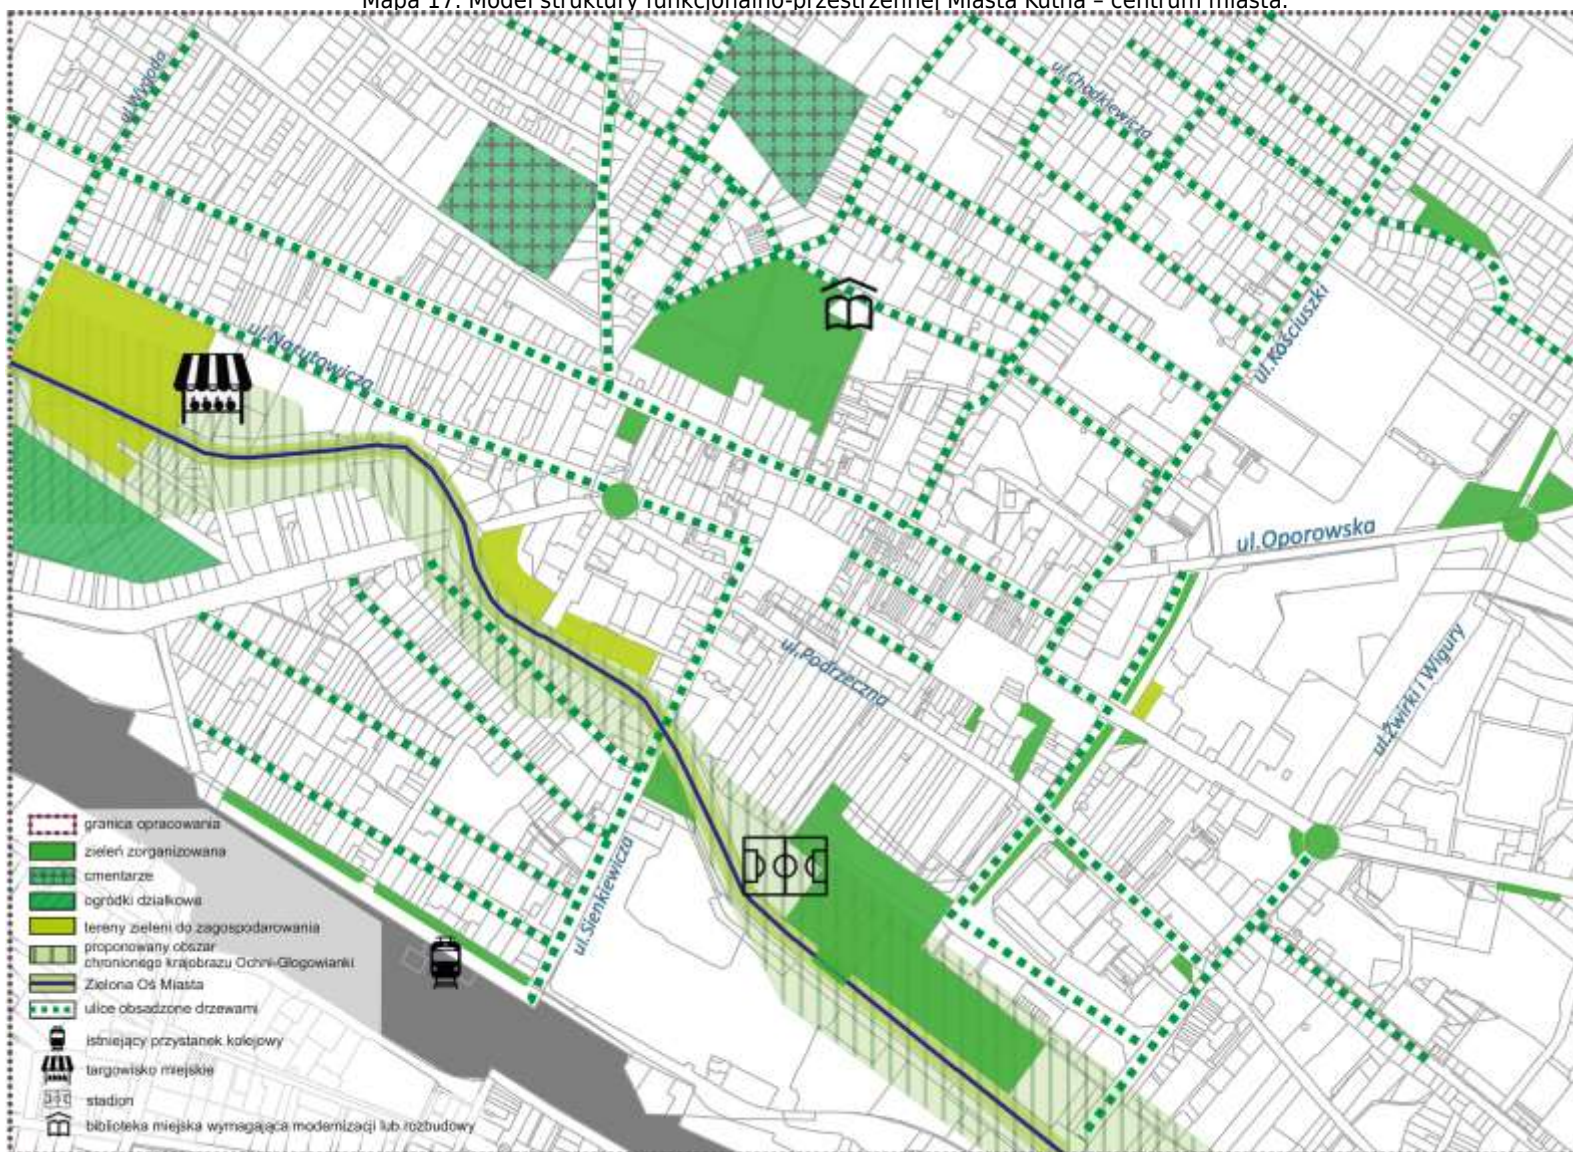 Mapa 17. Model struktury funkcjonalno-przestrzennej Miasta Kutna – centrum miasta.
ul.Wygoda
ul.Chodkiewicza
ul.Narutowicza
ul.Kościuszki
ul.Oporowska
ul.Podrzeczna
ul.Żwirki i Wigury
ul.Sienkiewicza
granica opracowania
zieleń zorganizowana
cmentarze
ogródki działkowe
tereny zieleni do zagospodarowania
proponowany obszar
chronionego krajobrazu Ochni-Głogowianki
Zielona Oś Miasta
ulice obsadzone drzewami
istniejący przystanek kolejowy
targowisko miejskie
stadion
biblioteka miejska wymagająca modernizacji lub rozbudowy